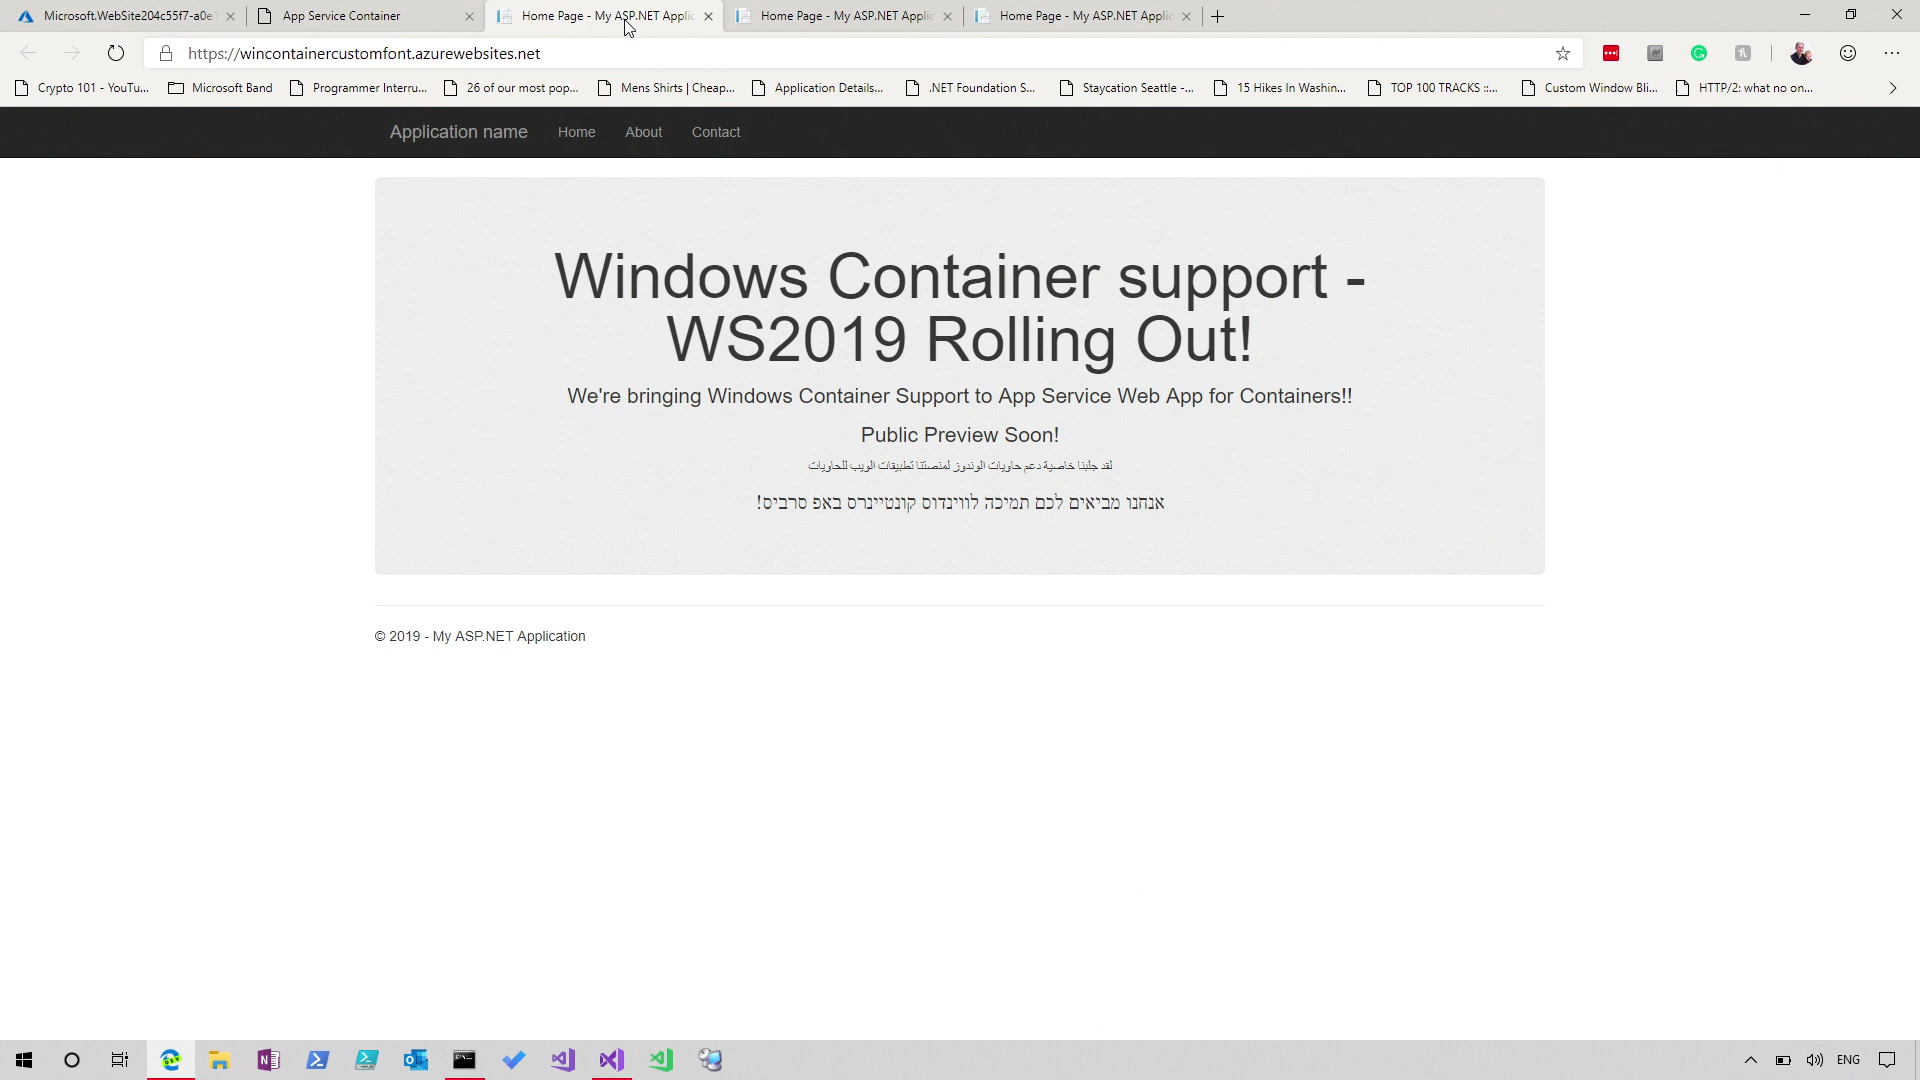 Microsoft.WebSite204c55f7-a0e1
App Service Container
Home Page - My ASP.NET Applic
Home Page - My ASP.NET Applic
Home Page - My ASP.NET Applic
https://wincontainercustomfont.azurewebsites.net
Crypto 101 - YouTu...
Microsoft Band
Programmer Interru...
26 of our most pop...
Mens Shirts | Cheap...
Application Details...
.NET Foundation S...
Staycation Seattle -...
15 Hikes In Washin...
TOP 100 TRACKS ::...
Custom Window Bli...
HTTP/2: what no on...
Application name
Home
About
Contact
Windows Container support -
WS2019 Rolling Out!
We're bringing Windows Container Support to App Service Web App for Containers!!
Public Preview Soon!
لقد جلبنا خاصية دعم حاويات الوندوز لمنصتنا تطبيقات الويب للحاويات
אנחנו מביאים לכם תמיכה לווינדוס קונטיינרס באפ סרביס!
© 2019 - My ASP.NET Application
ENG